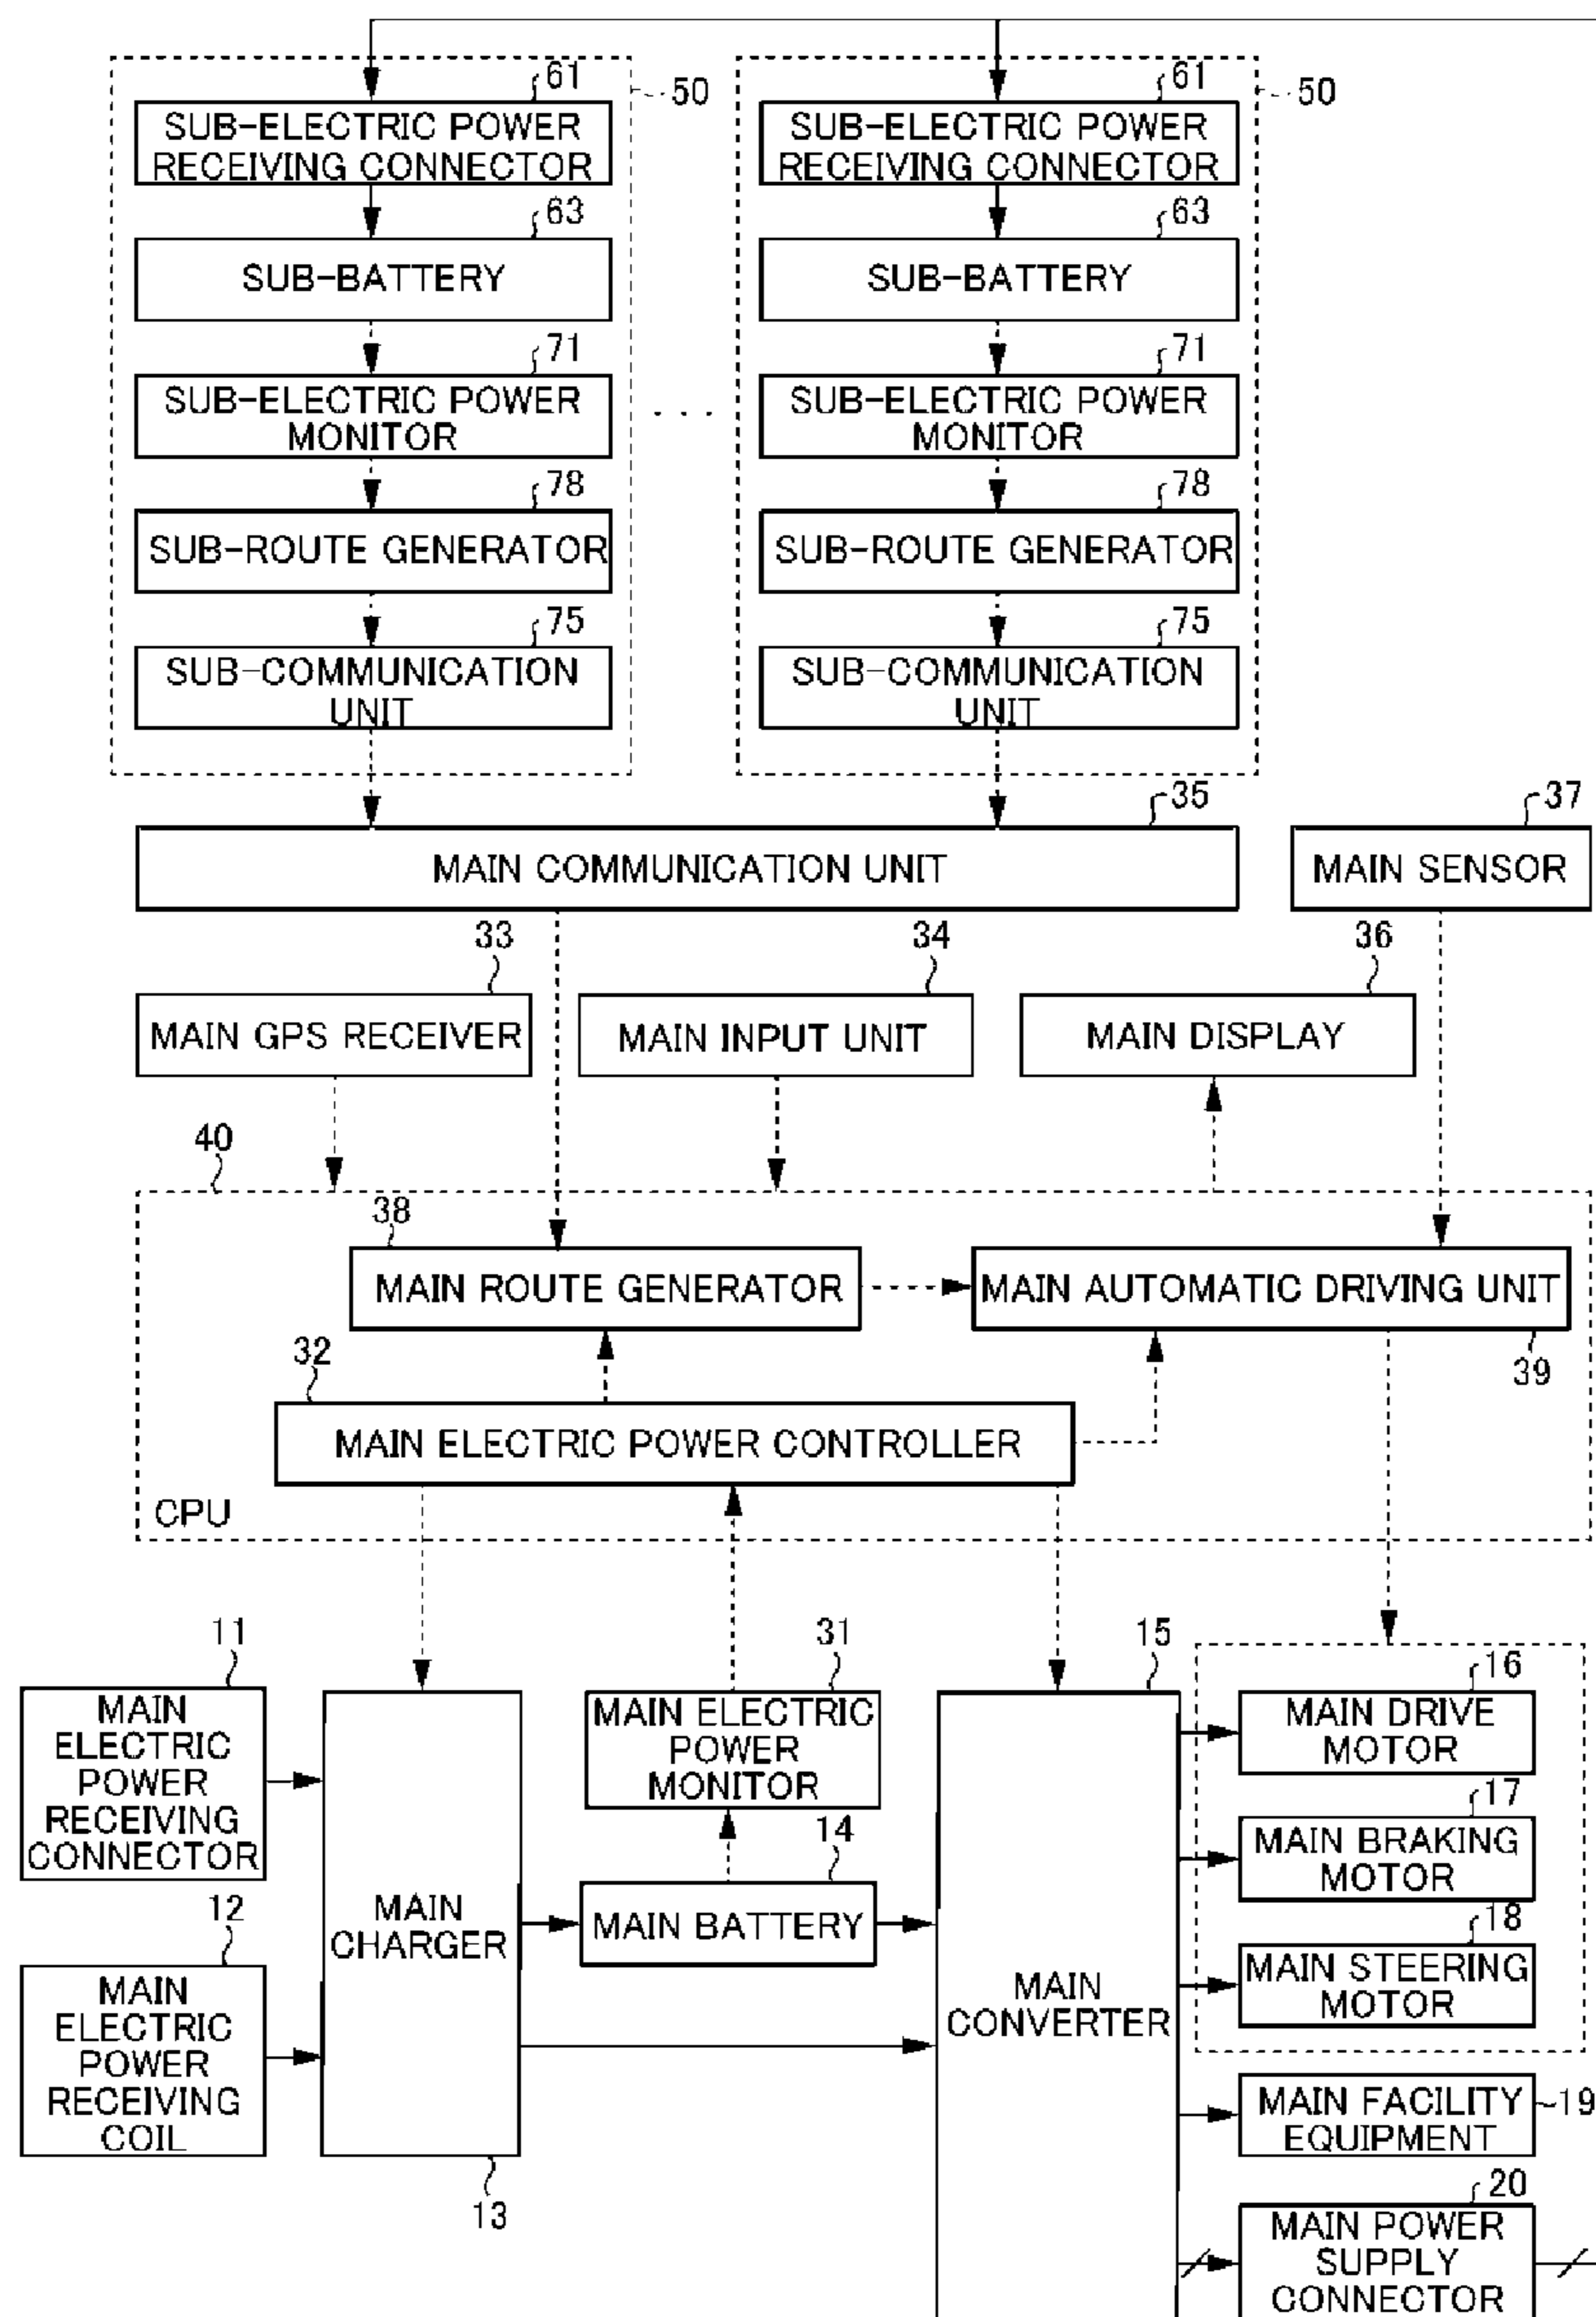 61
50
SUB-ELECTRIC POWER
RECEIVING CONNECTOR
63
SUB-BATTERY
71
SUB-ELECTRIC POWER
MONITOR
78
SUB-ROUTE GENERATOR
75
SUB-COMMUNICATION
UNIT
. . .
61
50
SUB-ELECTRIC POWER
RECEIVING CONNECTOR
63
SUB-BATTERY
71
SUB-ELECTRIC POWER
MONITOR
78
SUB-ROUTE GENERATOR
75
SUB-COMMUNICATION
UNIT
35
MAIN COMMUNICATION UNIT
37
MAIN SENSOR
33
MAIN GPS RECEIVER
34
MAIN INPUT UNIT
36
MAIN DISPLAY
40
38
MAIN ROUTE GENERATOR
MAIN AUTOMATIC DRIVING UNIT
39
32
MAIN ELECTRIC POWER CONTROLLER
CPU
11
MAIN
ELECTRIC
POWER
RECEIVING
CONNECTOR
12
MAIN
ELECTRIC
POWER
RECEIVING
COIL
MAIN
CHARGER
13
31
MAIN ELECTRIC
POWER
MONITOR
14
MAIN BATTERY
15
MAIN
CONVERTER
16
MAIN DRIVE
MOTOR
17
MAIN BRAKING
MOTOR
18
MAIN STEERING
MOTOR
MAIN FACILITY
EQUIPMENT
19
20
MAIN POWER
SUPPLY
CONNECTOR